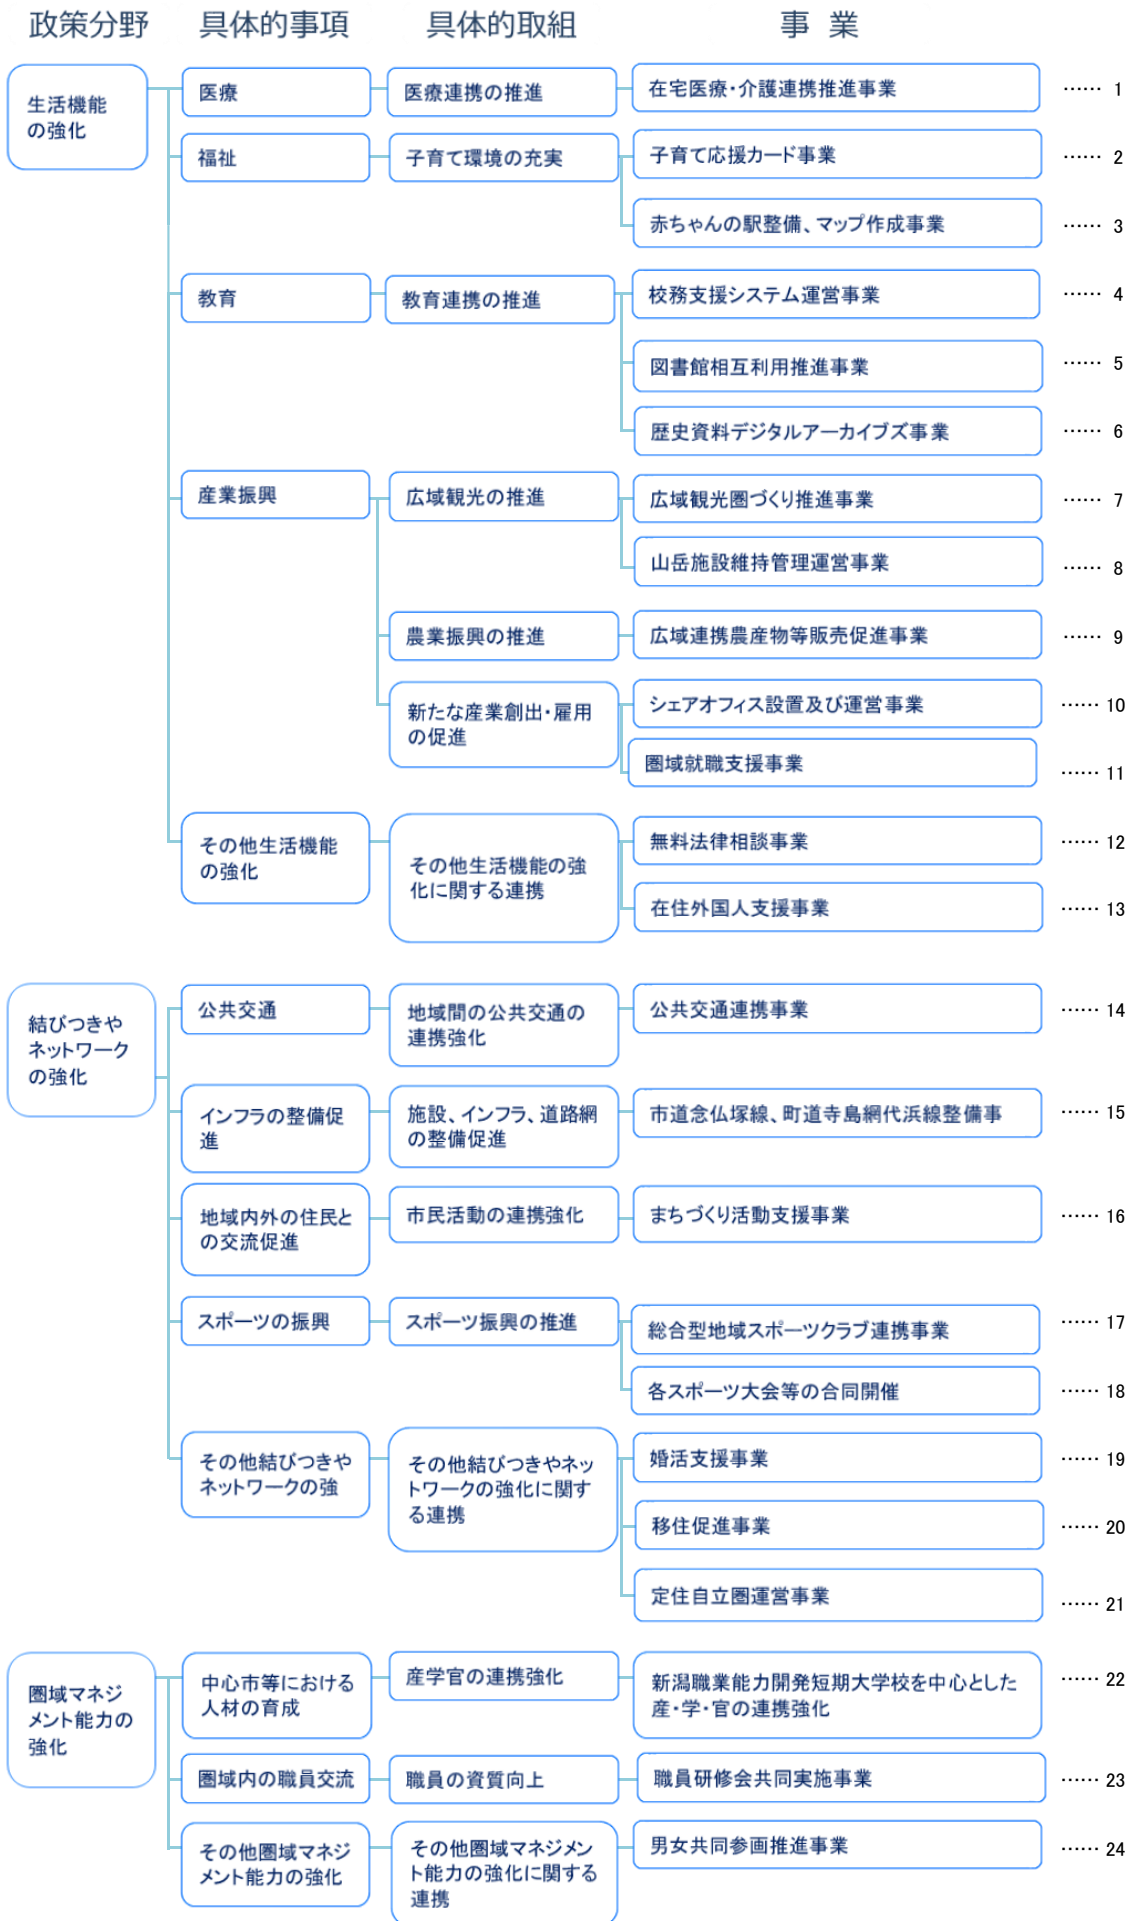 政策分野 具体的事項 具体的取組 事 業
生活機能
の強化
医療 医療連携の推進 在宅医療・介護連携推進事業 …… 1
福祉 子育て環境の充実 子育て応援カード事業 …… 2
赤ちゃんの駅整備、マップ作成事業 …… 3
教育 教育連携の推進 校務支援システム運営事業 …… 4
図書館相互利用推進事業 …… 5
歴史資料デジタルアーカイブズ事業 …… 6
産業振興 広域観光の推進 広域観光圏づくり推進事業 …… 7
山岳施設維持管理運営事業 …… 8
農業振興の推進 広域連携農産物等販売促進事業 …… 9
新たな産業創出・雇用
の促進
シェアオフィス設置及び運営事業 …… 10
圏域就職支援事業 …… 11
その他生活機能
の強化
その他生活機能の強
化に関する連携
無料法律相談事業 …… 12
在住外国人支援事業 …… 13
結びつきや
ネットワーク
の強化
公共交通
地域間の公共交通の
連携強化
公共交通連携事業 …… 14
インフラの整備促
進
施設、インフラ、道路網
の整備促進
市道念仏塚線、町道寺島網代浜線整備事 …… 15
地域内外の住民と
の交流促進
市民活動の連携強化 まちづくり活動支援事業 …… 16
スポーツの振興 スポーツ振興の推進 総合型地域スポーツクラブ連携事業 …… 17
各スポーツ大会等の合同開催 …… 18
その他結びつきや
ネットワークの強
その他結びつきやネッ
トワークの強化に関す
る連携
婚活支援事業 …… 19
移住促進事業 …… 20
定住自立圏運営事業 …… 21
圏域マネジ
メント能力の
強化
中心市等における
人材の育成
産学官の連携強化
新潟職業能力開発短期大学校を中心とした
産・学・官の連携強化
…… 22
圏域内の職員交流 職員の資質向上 職員研修会共同実施事業 …… 23
その他圏域マネジ
メント能力の強化
その他圏域マネジメン
ト能力の強化に関する
連携
男女共同参画推進事業 …… 24